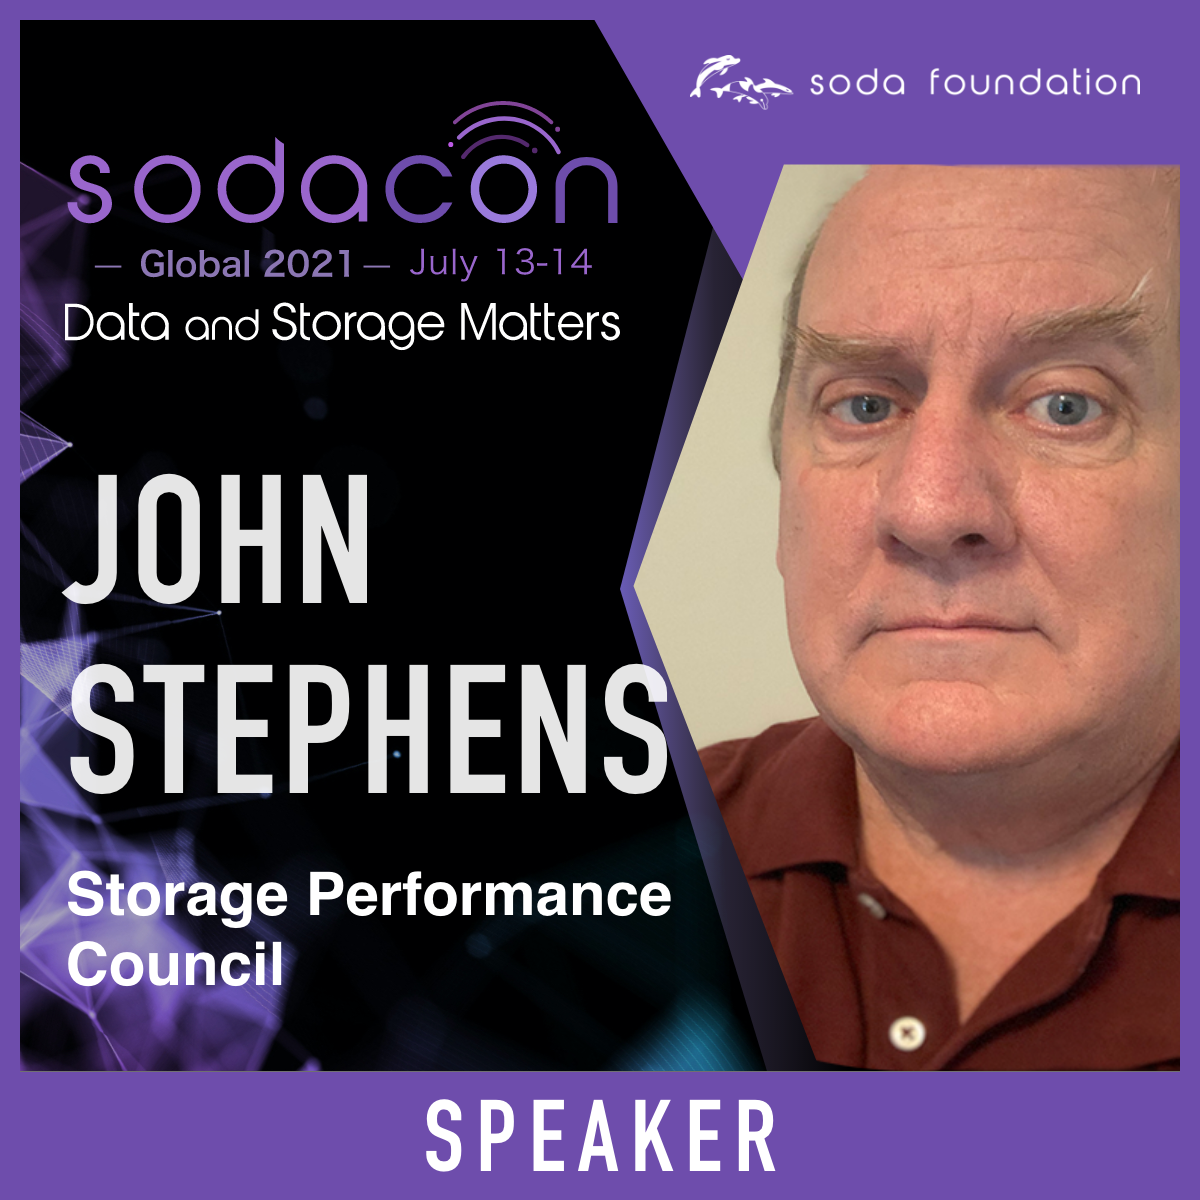 soda foundation
sodacon
— Global 2021 — July 13-14
Data and Storage Matters
JOHN
STEPHENS
Storage Performance
Council
SPEAKER